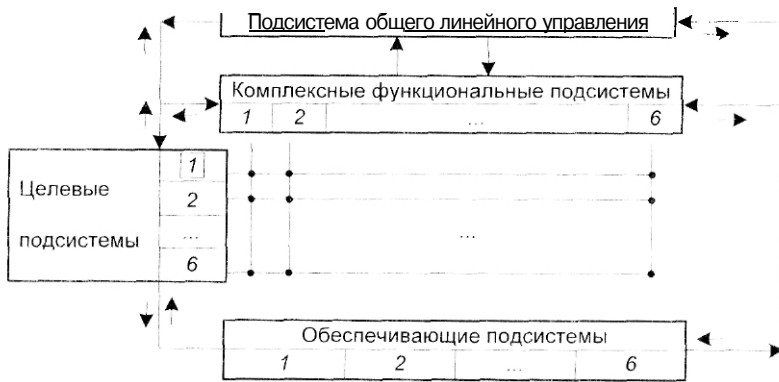 Подсистема общего линейного управления
Комплексные функциональные подсистемы
1 2 ... 6
Целевые
подсистемы
1
2
...
6
...
Обеспечивающие подсистемы
1 2 ... 6